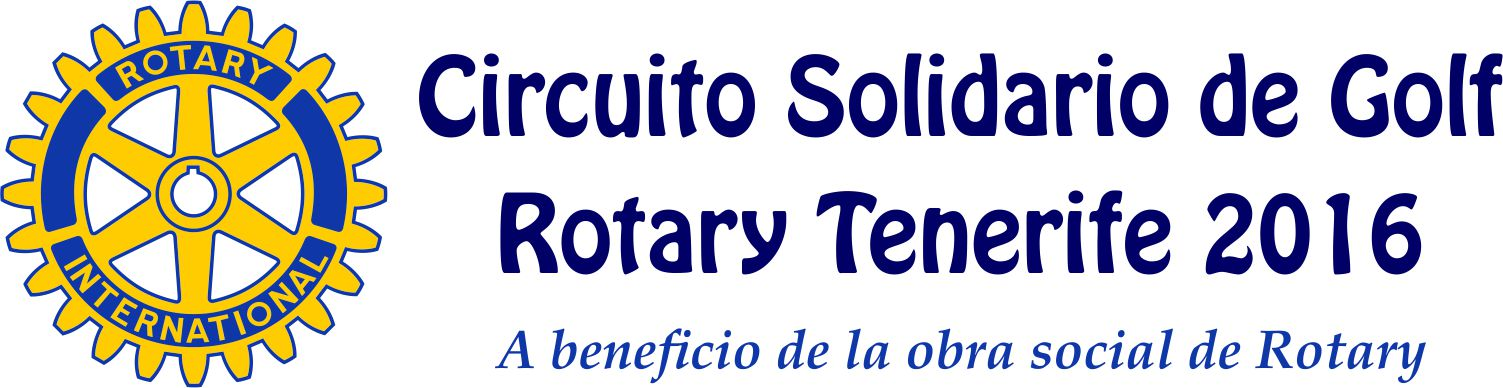 ROTARY
INTERNATIONAL
Circuito Solidario de Golf
Rotary Tenerife 2016
A beneficio de la obra social de Rotary